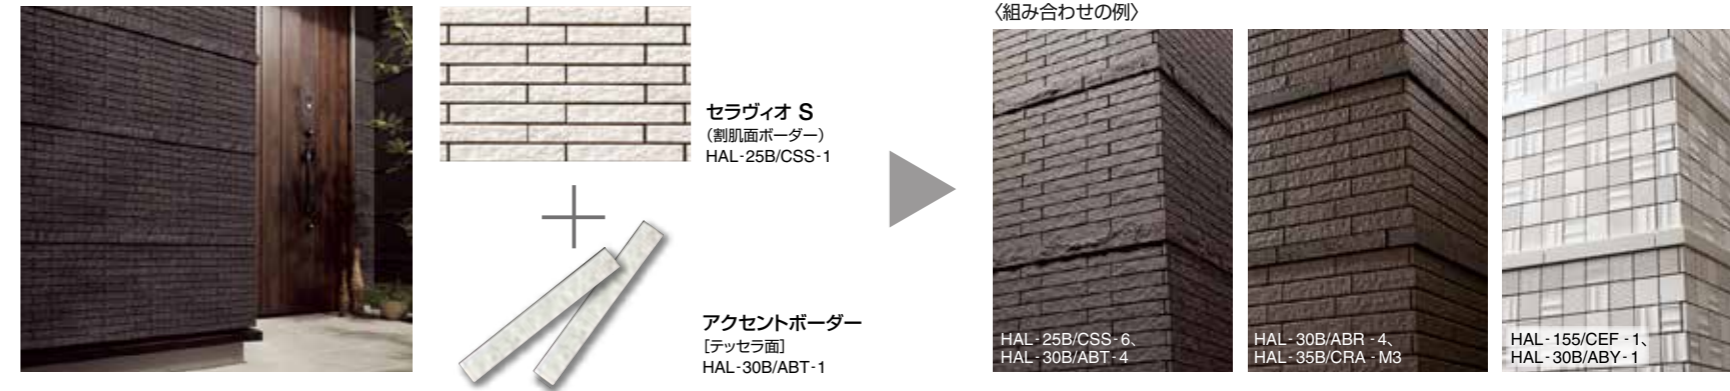 〈組み合わせの例〉
セラヴィオ S
（割肌面ボーダー）
HAL-25B/CSS-1
アクセントボーダー
［テッセラ面］
HAL-30B/ABT-1
HAL-25B/CSS-6、
HAL-30B/ABT-4
HAL-30B/ABR-4、
HAL-35B/CRA-M3
HAL-155/CEF-1、
HAL-30B/ABY-1